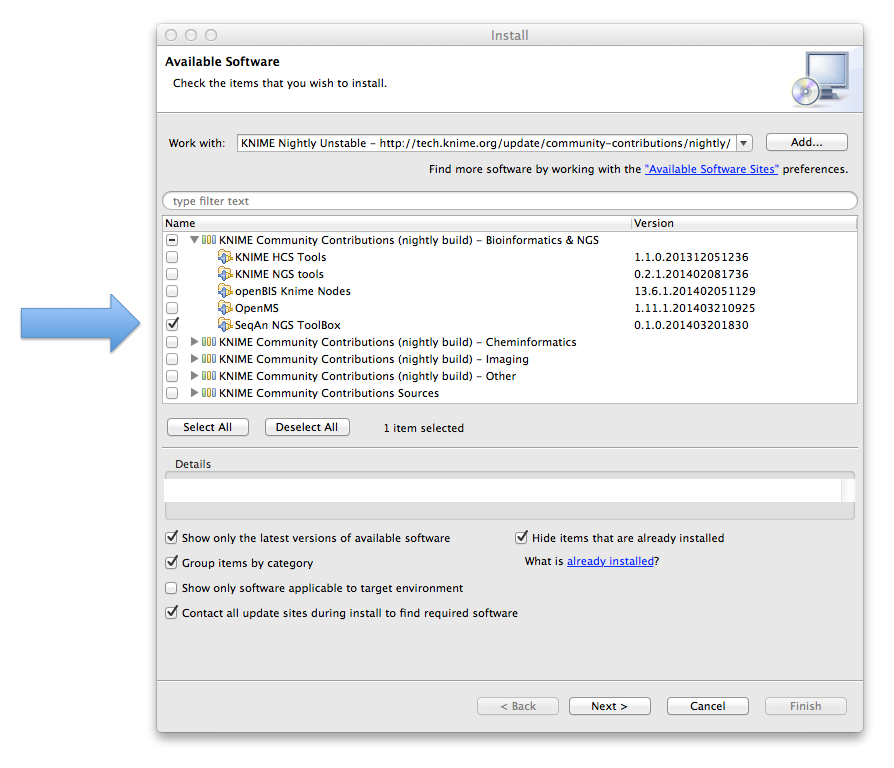 Install
Available Software
Check the items that you wish to install.
Work with: KNIME Nightly Unstable – http://tech.knime.org/update/community-contributions/nightly/ Add...
Find more software by working with the "Available Software Sites" preferences.
type filter text
Name Version
KNIME Community Contributions (nightly build) – Bioinformatics & NGS
KNIME HCS Tools 1.1.0.201312051236
KNIME NGS tools 0.2.1.201402081736
openBIS Knime Nodes 13.6.1.201402051129
OpenMS 1.11.1.201403210925
SeqAn NGS ToolBox 0.1.0.201403201830
KNIME Community Contributions (nightly build) – Cheminformatics
KNIME Community Contributions (nightly build) – Imaging
KNIME Community Contributions (nightly build) – Other
KNIME Community Contributions Sources
Select All Deselect All 1 item selected
Details
Show only the latest versions of available software Hide items that are already installed
Group items by category What is already installed?
Show only software applicable to target environment
Contact all update sites during install to find required software
< Back Next > Cancel Finish